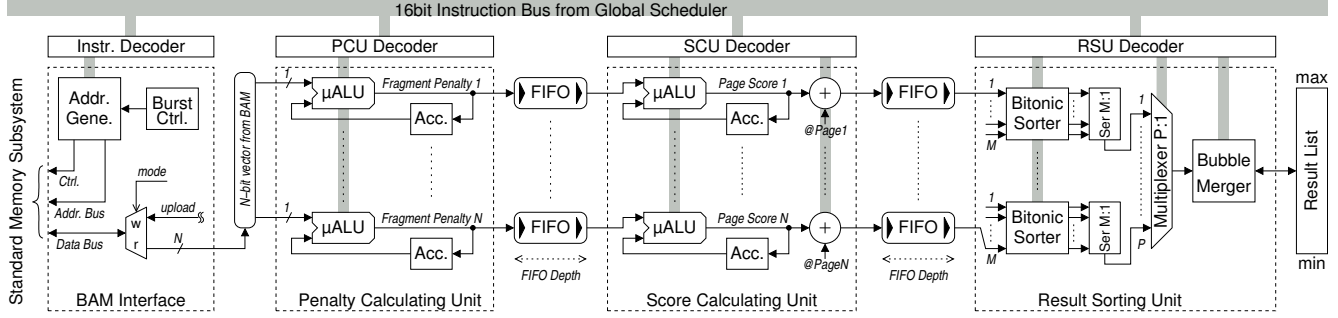 16bit Instruction Bus from Global Scheduler
Instr. Decoder
PCU Decoder
SCU Decoder
RSU Decoder
Standard Memory Subsystem
Addr.
Gene.
Burst
Ctrl.
Ctrl.
Addr. Bus
Data Bus
mode
upload
w
r
N
BAM Interface
N-bit vector from BAM
1
µALU
Fragment Penalty 1
Acc.
1
µALU
Fragment Penalty N
Acc.
Penalty Calculating Unit
FIFO
FIFO
FIFO Depth
µALU
Page Score 1
Acc.
+
@Page1
µALU
Page Score N
Acc.
+
@PageN
Score Calculating Unit
FIFO
FIFO
FIFO Depth
1
M
Bitonic
Sorter
Ser M:1
1
M
Bitonic
Sorter
Ser M:1
1
P
Multiplexer P:1
Bubble
Merger
Result Sorting Unit
max
Result List
min